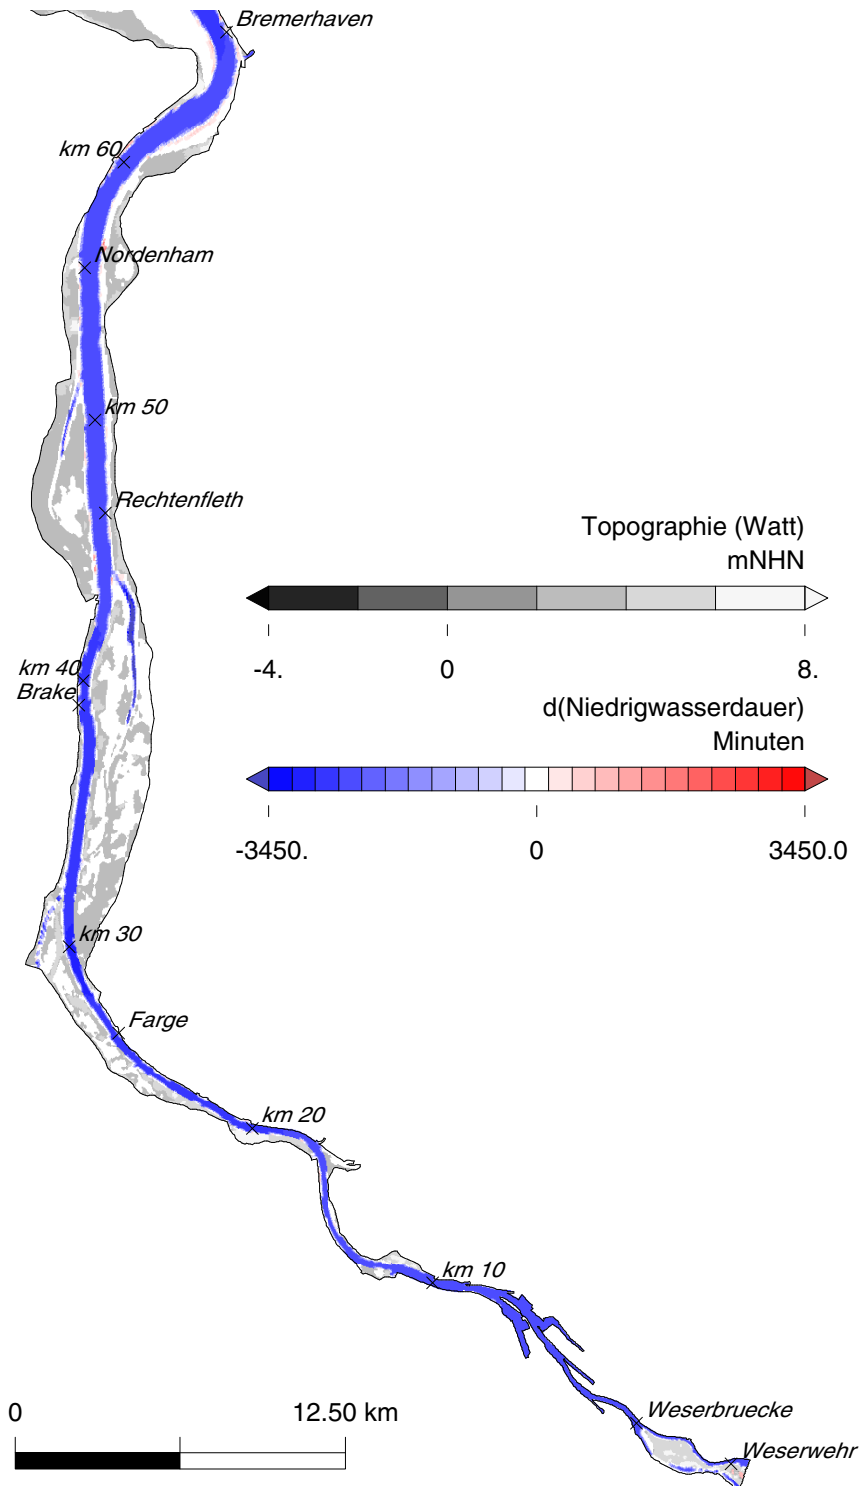 Bremerhaven
km 60
Nordenham
km 50
Rechtenfleth
Topographie (Watt)
mNHN
-4. 0 8.
km 40
Brake
d(Niedrigwasserdauer)
Minuten
-3450. 0 3450.0
km 30
Farge
km 20
km 10
0 12.50 km
Weserbruecke
Weserwehr